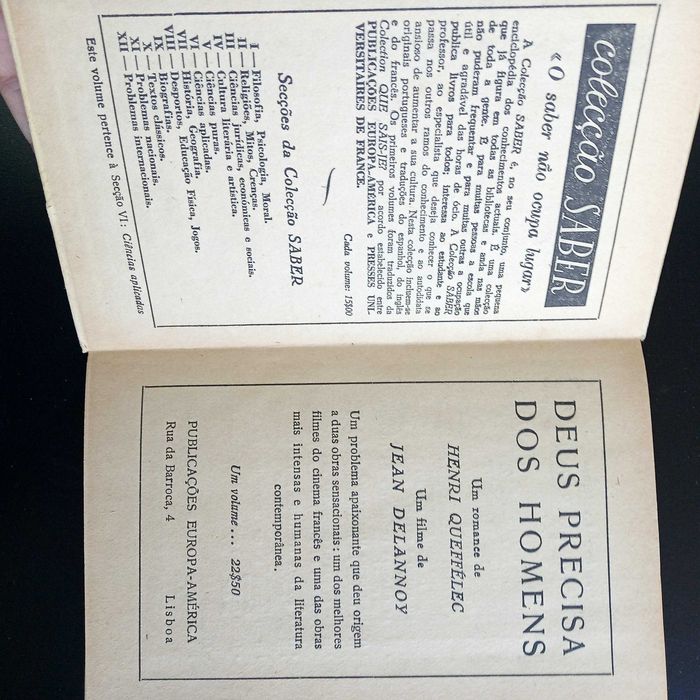 colecção SABER
«O saber não ocupa lugar»
A Colecção SABER é, no seu conjunto, uma pequena
enciclopédia dos conhecimentos actuais. É uma colecção
que já figura em todas as bibliotecas e anda nas mãos
de toda a gente. É para muitas pessoas a escola que
não puderam frequentar e para muitas outras a ocupação
útil e agradável das horas de ócio. A Colecção SABER
publica livros para todos; interessa ao estudante e ao
professor, ao especialista que deseja conhecer o que se
passa nos outros ramos do conhecimento e ao autodidata
ansioso de aumentar a sua cultura. Nesta colecção incluem-se
originais portugueses e traduções do espanhol, do inglês
e do francês. Os primeiros volumes foram traduzidos da
Colection QUE SAIS-JE? por acordo estabelecido entre
PUBLICAÇÕES EUROPA-AMÉRICA e PRESSES UNI-
VERSITAIRES DE FRANCE.
Cada volume: 15$00
Secções da Colecção SABER
I — Filosofia, Psicologia, Moral.
II — Religiões, Mitos, Crenças.
III — Ciências jurídicas, económicas e sociais.
IV — Cultura literária e artística.
V — Ciências puras.
VI — Ciências aplicadas.
VII — História, Geografia.
VIII — Desportos, Educação Física, Jogos.
IX — Biografias.
X — Textos clássicos.
XI — Problemas nacionais.
XII — Problemas internacionais.
Este volume pertence à Secção VI: Ciências aplicadas
DEUS PRECISA
DOS HOMENS
Um romance de
HENRI QUEFFÉLEC
Um filme de
JEAN DELANNOY
Um problema apaixonante que deu origem
a duas obras sensacionais: um dos melhores
filmes do cinema francês e uma das obras
mais intensas e humanas da literatura
contemporânea.
Um volume... 22$50
PUBLICAÇÕES EUROPA-AMÉRICA
Rua da Barroca, 4 Lisboa